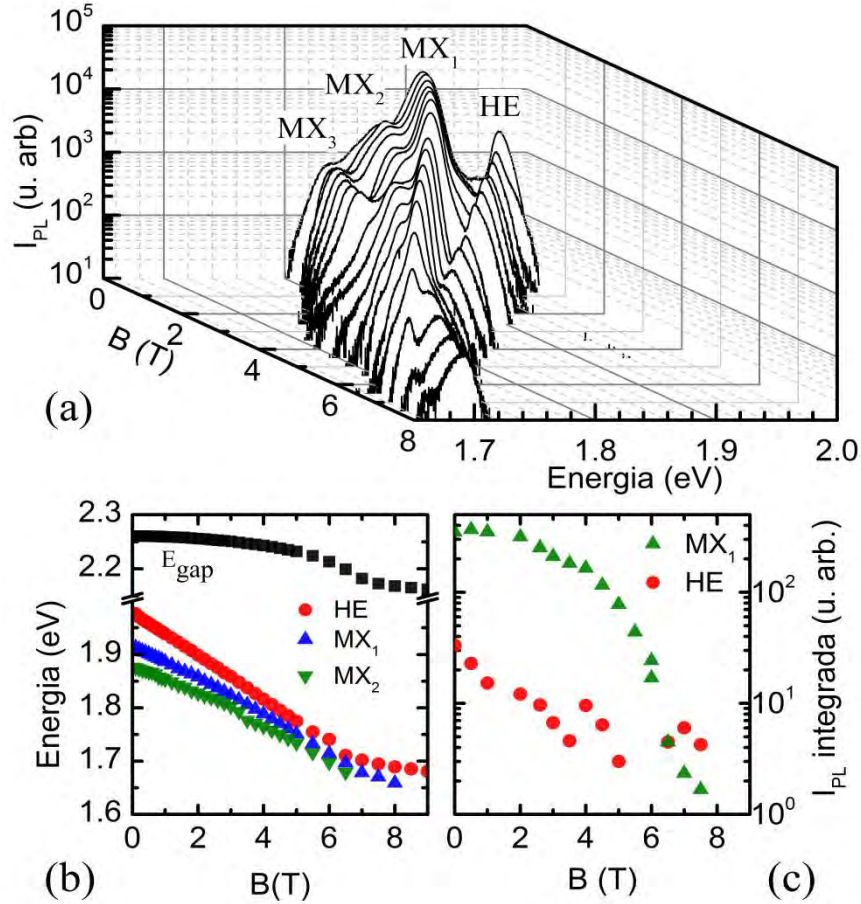 10^5
10^4
10^3
10^2
10^1
I_PL (u. arb)
MX_1
MX_2
MX_3
HE
0
2
4
6
8
B (T)
1.7
1.8
1.9
2.0
Energia (eV)
(a)
2.3
2.2
1.9
1.8
1.7
1.6
Energia (eV)
E_gap
HE
MX_1
MX_2
0
2
4
6
8
B(T)
(b)
MX_1
HE
10^2
10^1
10^0
I_PL integrada (u. arb.)
0
2
4
6
8
B (T)
(c)